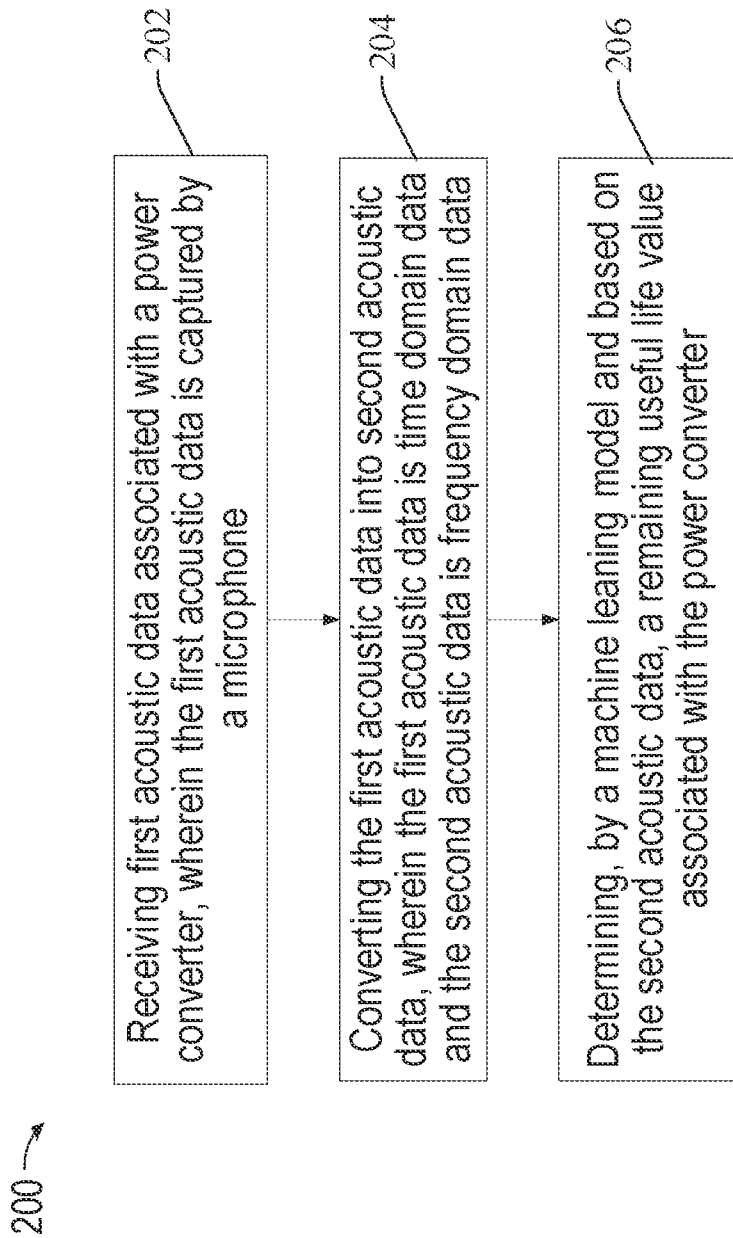 200
Receiving first acoustic data associated with a power
converter, wherein the first acoustic data is captured by
a microphone
202
Converting the first acoustic data into second acoustic
data, wherein the first acoustic data is time domain data
and the second acoustic data is frequency domain data
204
Determining, by a machine leaning model and based on
the second acoustic data, a remaining useful life value
associated with the power converter
206